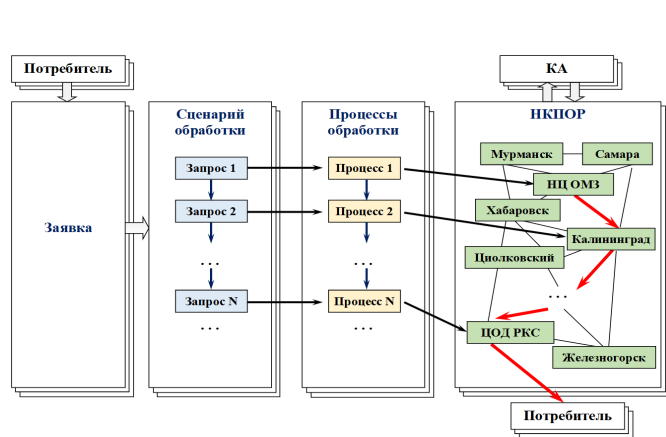 Потребитель
КА
Заявка
Сценарий
обработки
Запрос 1
Запрос 2
. . .
Запрос N
. . .
Процессы
обработки
Процесс 1
Процесс 2
. . .
Процесс N
. . .
НКПОР
Мурманск
Самара
НЦ ОМЗ
Хабаровск
Калининград
Циолковский
. . .
ЦОД РКС
Железногорск
Потребитель